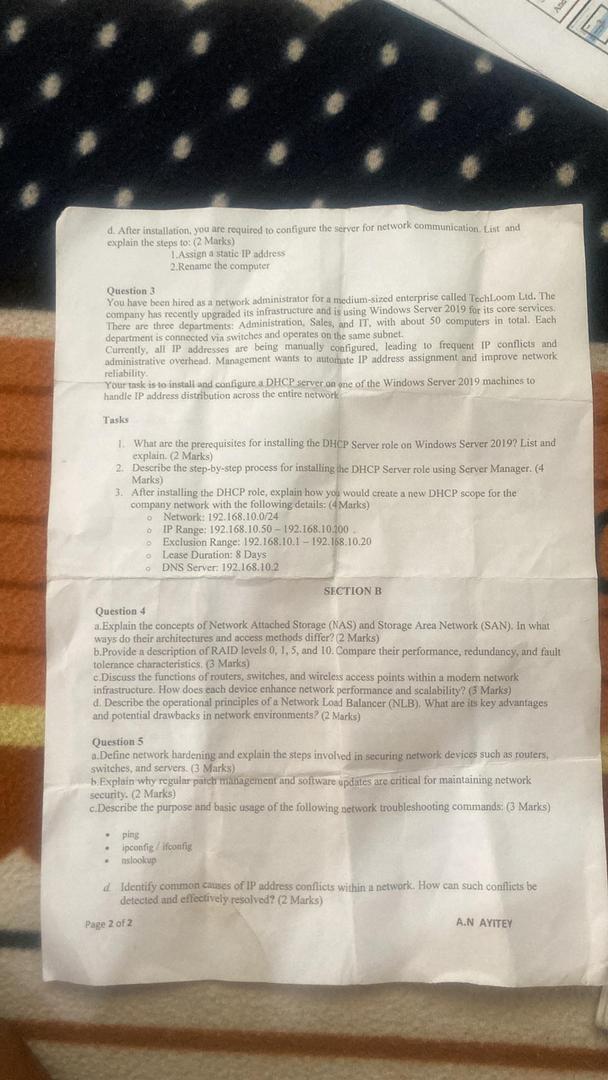 d. After installation, you are required to configure the server for network communication. List and
explain the steps to: (2 Marks)
1.Assign a static IP address
2.Rename the computer
Question 3
You have been hired as a network administrator for a medium-sized enterprise called TechLoom Ltd. The
company has recently upgraded its infrastructure and is using Windows Server 2019 for its core services.
There are three departments: Administration, Sales, and IT, with about 50 computers in total. Each
department is connected via switches and operates on the same subnet.
Currently, all IP addresses are being manually configured, leading to frequent IP conflicts and
administrative overhead. Management wants to automate IP address assignment and improve network
reliability.
Your task is to install and configure a DHCP server on one of the Windows Server 2019 machines to
handle IP address distribution across the entire network
Tasks
1. What are the prerequisites for installing the DHCP Server role on Windows Server 2019? List and
explain. (2 Marks)
2. Describe the step-by-step process for installing the DHCP Server role using Server Manager. (4
Marks)
3. After installing the DHCP role, explain how you would create a new DHCP scope for the
company network with the following details: (4 Marks)
o Network: 192.168.10.0/24
o IP Range: 192.168.10.50 – 192.168.10.200
o Exclusion Range: 192.168.10.1 – 192.168.10.20
o Lease Duration: 8 Days
o DNS Server: 192.168.10.2
SECTION B
Question 4
a.Explain the concepts of Network Attached Storage (NAS) and Storage Area Network (SAN). In what
ways do their architectures and access methods differ? (2 Marks)
b.Provide a description of RAID levels 0, 1, 5, and 10. Compare their performance, redundancy, and fault
tolerance characteristics. (3 Marks)
c.Discuss the functions of routers, switches, and wireless access points within a modern network
infrastructure. How does each device enhance network performance and scalability? (3 Marks)
d. Describe the operational principles of a Network Load Balancer (NLB). What are its key advantages
and potential drawbacks in network environments? (2 Marks)
Question 5
a.Define network hardening and explain the steps involved in securing network devices such as routers,
switches, and servers. (3 Marks)
b.Explain why regular patch management and software updates are critical for maintaining network
security. (2 Marks)
c.Describe the purpose and basic usage of the following network troubleshooting commands: (3 Marks)
• ping
• ipconfig / ifconfig
• nslookup
d. Identify common causes of IP address conflicts within a network. How can such conflicts be
detected and effectively resolved? (2 Marks)
Page 2 of 2 A.N AYITEY